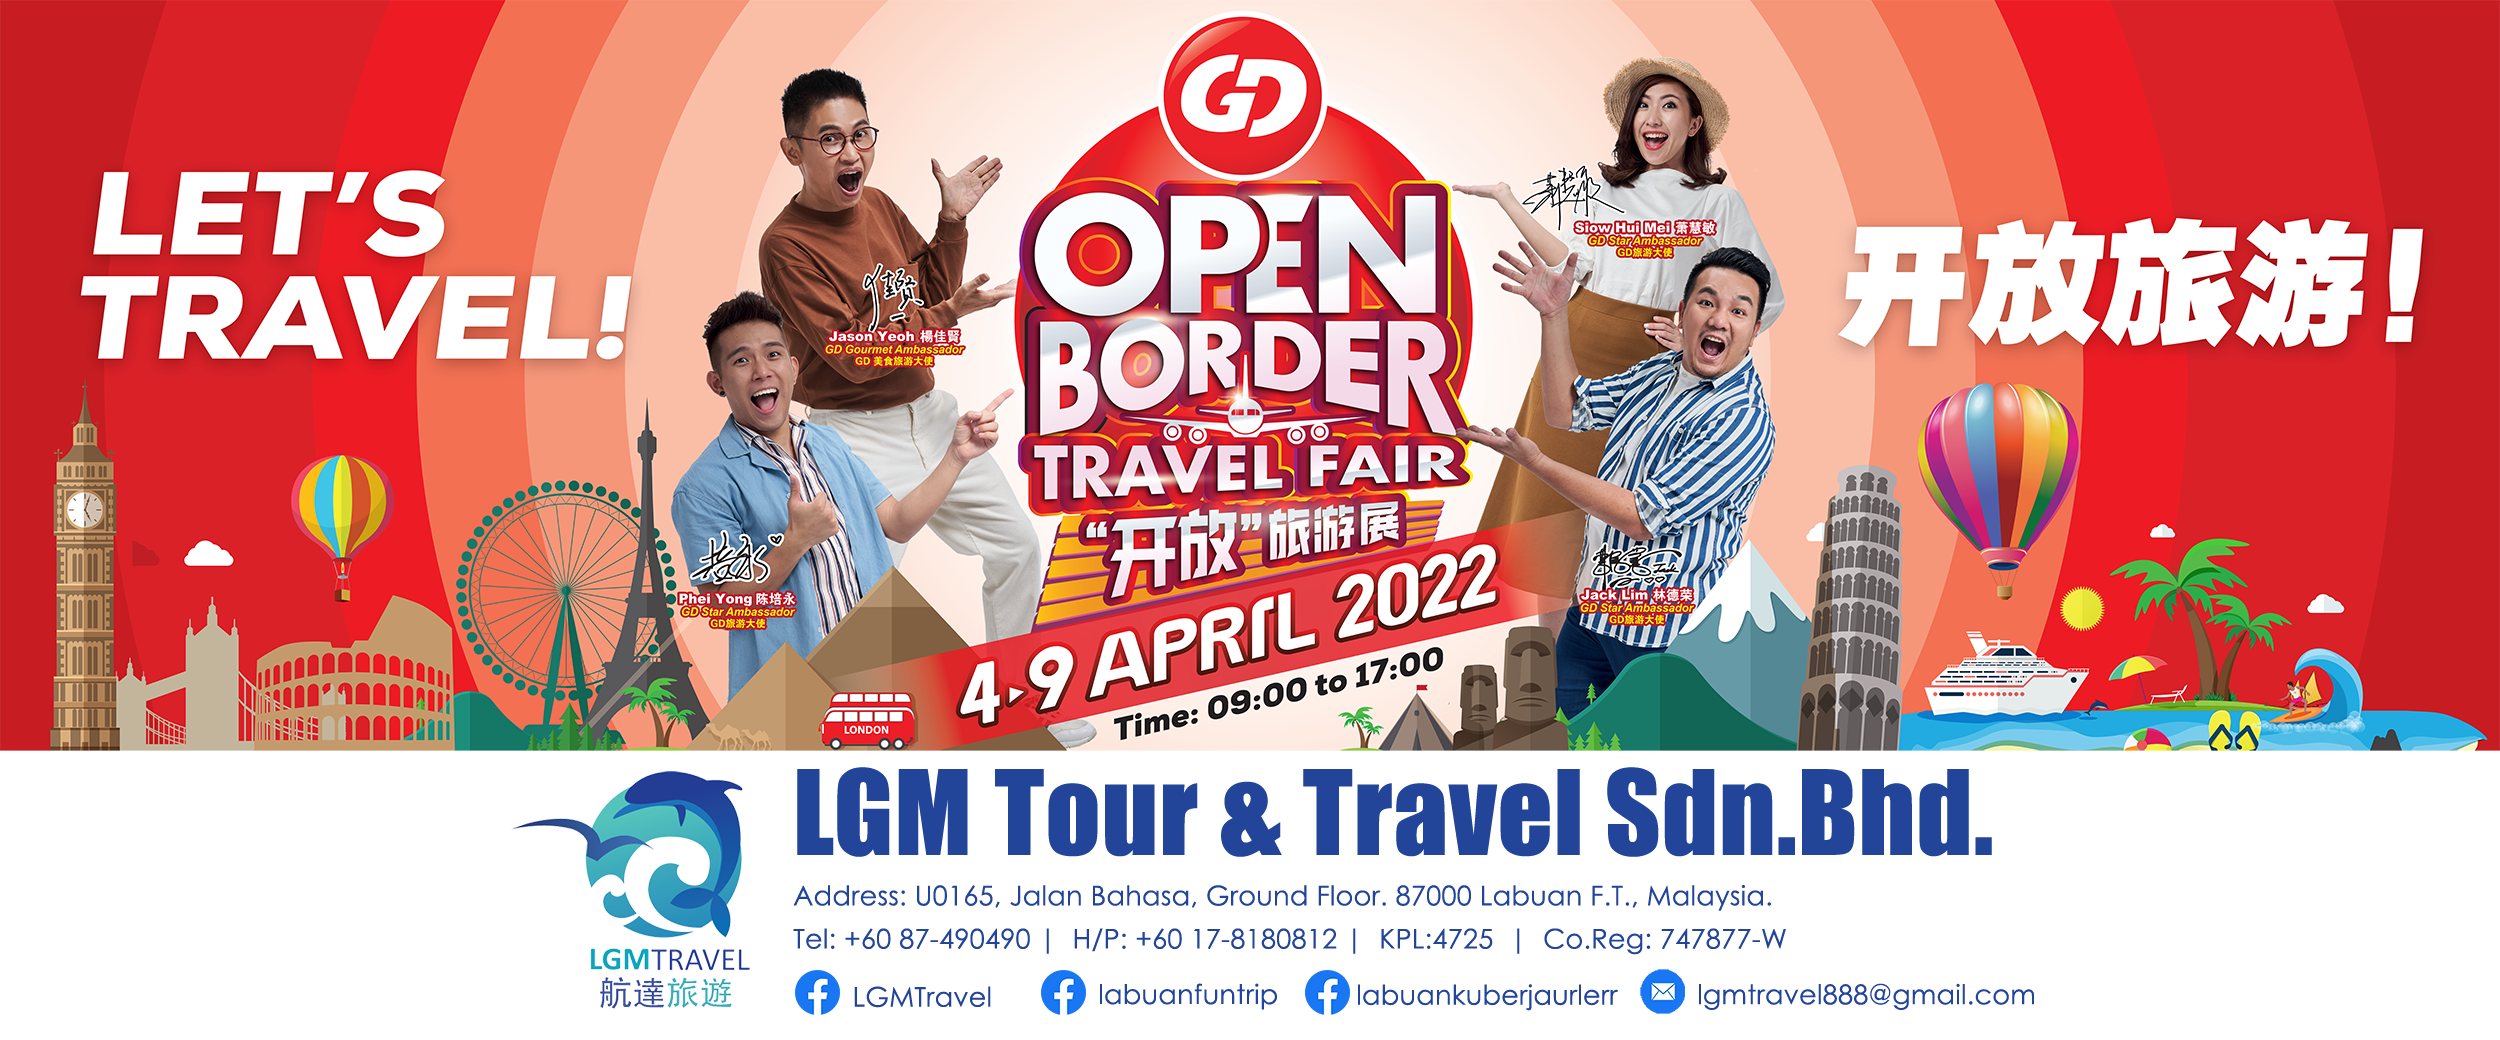 GD
LET'S
TRAVEL!
OPEN
BORDER
TRAVEL FAIR
“开放”旅游展
4▸9 APRIL 2022
Time: 09:00 to 17:00
开放旅游！
Jason Yeoh 楊佳賢
GD Gourmet Ambassador
GD 美食旅游大使
Phei Yong 陈培永
GD Star Ambassador
GD旅游大使
Siow Hui Mei 萧慧敏
GD Star Ambassador
GD旅游大使
Jack Lim 林德荣
GD Star Ambassador
GD旅游大使
LONDON
LGMTRAVEL
航達旅遊
LGM Tour & Travel Sdn.Bhd.
Address: U0165, Jalan Bahasa, Ground Floor. 87000 Labuan F.T., Malaysia.
Tel: +60 87-490490 | H/P: +60 17-8180812 | KPL:4725 | Co.Reg: 747877-W
LGMTravel labuanfuntrip labuankuberjaurlerr lgmtravel888@gmail.com